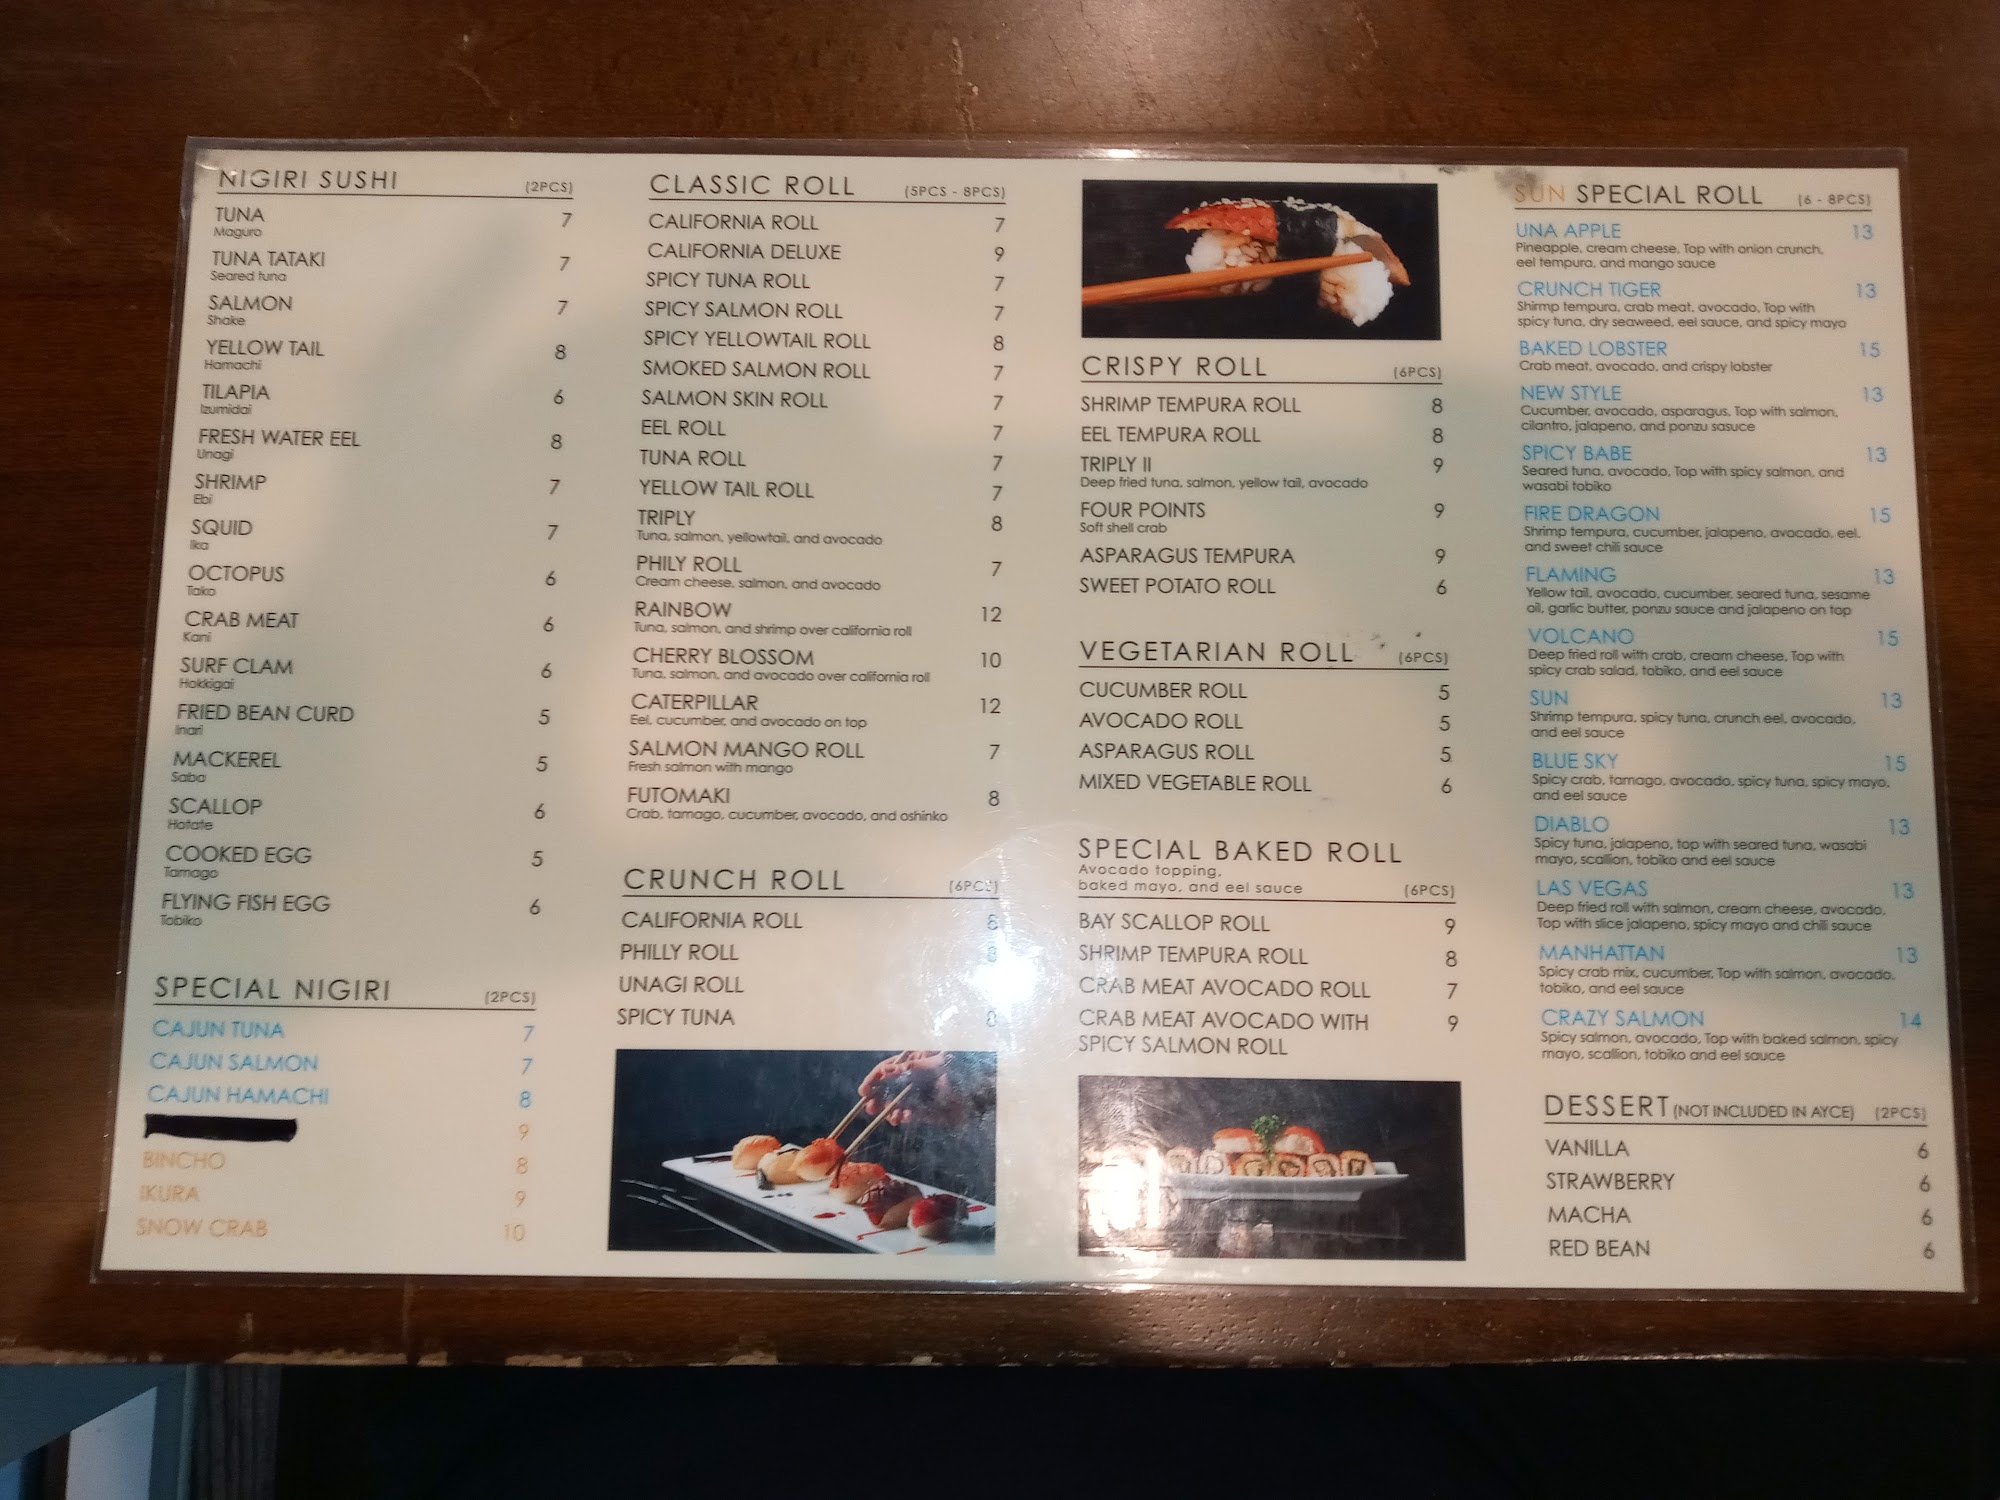 NIGIRI SUSHI (2PCS)
TUNA 7
Maguro
TUNA TATAKI 7
Seared tuna
SALMON 7
Shake
YELLOW TAIL 8
Hamachi
TILAPIA 6
Izumidai
FRESH WATER EEL 8
Unagi
SHRIMP 7
Ebi
SQUID 7
Ika
OCTOPUS 6
Tako
CRAB MEAT 6
Kani
SURF CLAM 6
Hokkigai
FRIED BEAN CURD 5
Inari
MACKEREL 5
Saba
SCALLOP 6
Hotate
COOKED EGG 5
Tamago
FLYING FISH EGG 6
Tobiko
SPECIAL NIGIRI (2PCS)
CAJUN TUNA 7
CAJUN SALMON 7
CAJUN HAMACHI 8
9
BINCHO 8
IKURA 9
SNOW CRAB 10
CLASSIC ROLL (5PCS - 8PCS)
CALIFORNIA ROLL 7
CALIFORNIA DELUXE 9
SPICY TUNA ROLL 7
SPICY SALMON ROLL 7
SPICY YELLOWTAIL ROLL 8
SMOKED SALMON ROLL 7
SALMON SKIN ROLL 7
EEL ROLL 7
TUNA ROLL 7
YELLOW TAIL ROLL 7
TRIPLY 8
Tuna, salmon, yellowtail, and avocado
PHILY ROLL 7
Cream cheese, salmon, and avocado
RAINBOW 12
Tuna, salmon, and shrimp over california roll
CHERRY BLOSSOM 10
Tuna, salmon, and avocado over california roll
CATERPILLAR 12
Eel, cucumber, and avocado on top
SALMON MANGO ROLL 7
Fresh salmon with mango
FUTOMAKI 8
Crab, tamago, cucumber, avocado, and oshinko
CRUNCH ROLL (6PCS)
CALIFORNIA ROLL 8
PHILLY ROLL
UNAGI ROLL
SPICY TUNA 8
CRISPY ROLL (6PCS)
SHRIMP TEMPURA ROLL 8
EEL TEMPURA ROLL 8
TRIPLY II 9
Deep fried tuna, salmon, yellow tail, avocado
FOUR POINTS 9
Soft shell crab
ASPARAGUS TEMPURA 9
SWEET POTATO ROLL 6
VEGETARIAN ROLL (6PCS)
CUCUMBER ROLL 5
AVOCADO ROLL 5
ASPARAGUS ROLL 5
MIXED VEGETABLE ROLL 6
SPECIAL BAKED ROLL
Avocado topping,
baked mayo, and eel sauce (6PCS)
BAY SCALLOP ROLL 9
SHRIMP TEMPURA ROLL 8
CRAB MEAT AVOCADO ROLL 7
CRAB MEAT AVOCADO WITH 9
SPICY SALMON ROLL
SUN SPECIAL ROLL (6 - 8PCS)
UNA APPLE 13
Pineapple, cream cheese, Top with onion crunch,
eel tempura, and mango sauce
CRUNCH TIGER 13
Shirmp tempura, crab meat, avocado, Top with
spicy tuna, dry seaweed, eel sauce, and spicy mayo
BAKED LOBSTER 15
Crab meat, avocado, and crispy lobster
NEW STYLE 13
Cucumber, avocado, asparagus, Top with salmon,
cilantro, jalapeno, and ponzu sasuce
SPICY BABE 13
Seared tuna, avocado, Top with spicy salmon, and
wasabi tobiko
FIRE DRAGON 15
Shrimp tempura, cucumber, jalapeno, avocado, eel,
and sweet chili sauce
FLAMING 13
Yellow tail, avocado, cucumber, seared tuna, sesame
oil, garlic butter, ponzu sauce and jalapeno on top
VOLCANO 15
Deep fried roll with crab, cream cheese, Top with
spicy crab salad, tobiko, and eel sauce
SUN 13
Shrimp tempura, spicy tuna, crunch eel, avocado,
and eel sauce
BLUE SKY 15
Spicy crab, tamago, avocado, spicy tuna, spicy mayo,
and eel sauce
DIABLO 13
Spicy tuna, jalapeno, top with seared tuna, wasabi
mayo, scallion, tobiko and eel sauce
LAS VEGAS 13
Deep fried roll with salmon, cream cheese, avocado,
Top with slice jalapeno, spicy mayo and chili sauce
MANHATTAN 13
Spicy crab mix, cucumber, Top with salmon, avocado,
tobiko, and eel sauce
CRAZY SALMON 14
Spicy salmon, avocado, Top with baked salmon, spicy
mayo, scallion, tobiko and eel sauce
DESSERT (NOT INCLUDED IN AYCE) (2PCS)
VANILLA 6
STRAWBERRY 6
MACHA 6
RED BEAN 6